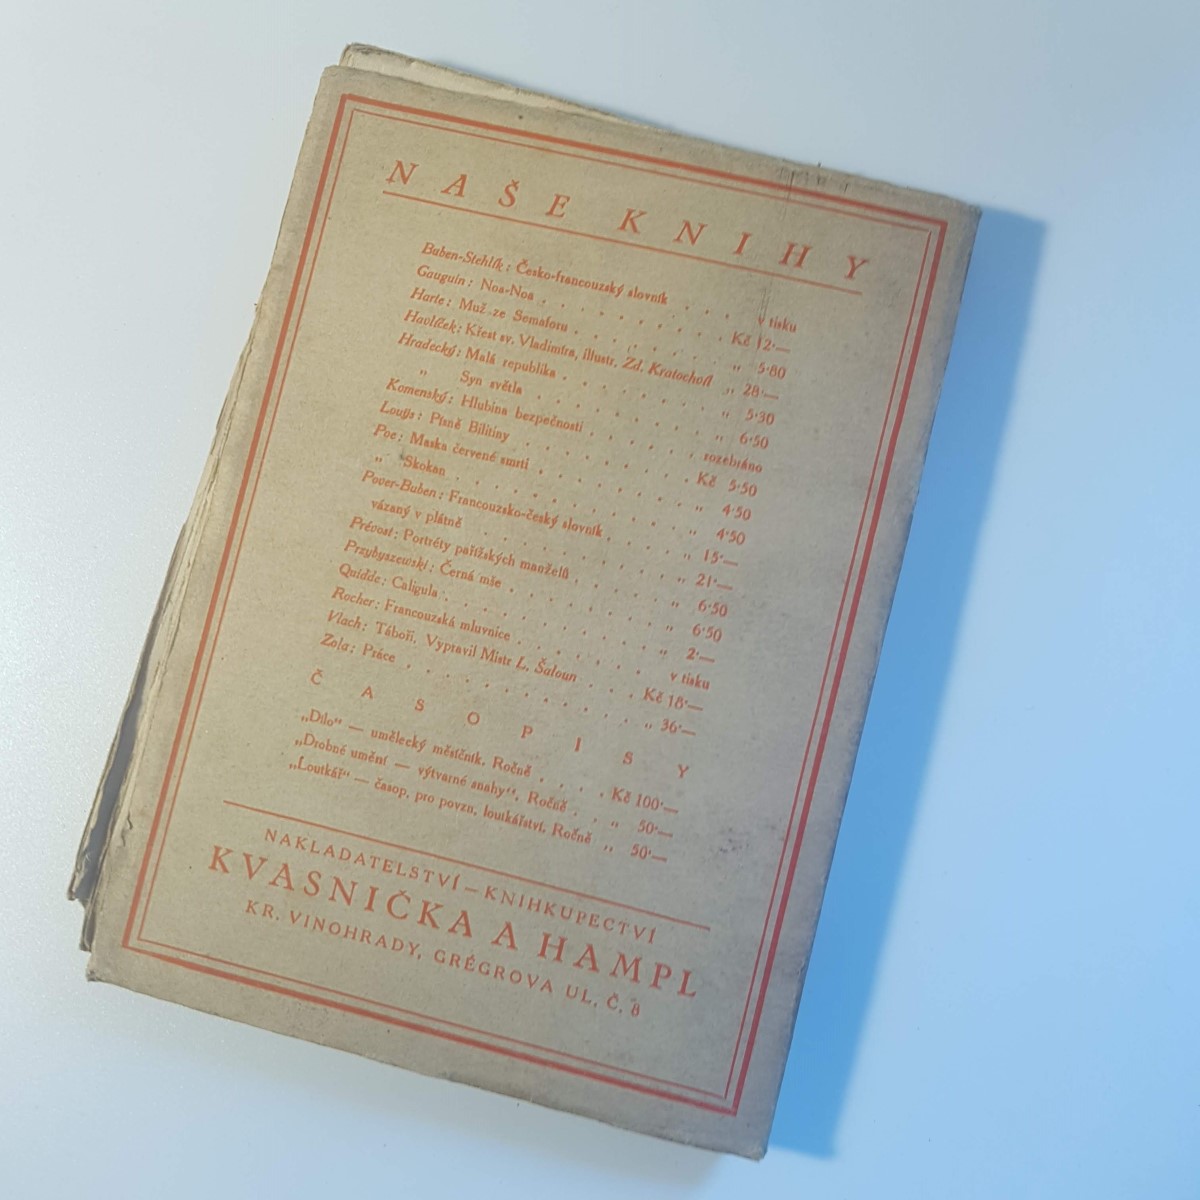 NAŠE KNIHY
Buben-Stehlík: Česko-francouzský slovník . . . v tisku
Gauguin: Noa-Noa . . . . . . . . Kč 12·—
Harte: Muž ze Semaforu . . . . . . . „ 5·80
Havlíček: Křest sv. Vladimíra, illustr. Zd. Kratochvíl „ 28·—
Hradecký: Malá republika . . . . . . . „ 5·30
„ Syn světla . . . . . . . . „ 6·50
Komenský: Hlubina bezpečnosti . . . . . rozebráno
Louÿs: Písně Bilitiny . . . . . . . Kč 5·50
Poe: Maska červené smrti . . . . . . . „ 4·50
„ Skokan . . . . . . . . . . „ 4·50
Pover-Buben: Francouzsko-český slovník . . . . „ 15·—
vázaný v plátně . . . . . . . . „ 21·—
Prévost: Portréty pařížských manželů . . . . . „ 6·50
Przybyszewski: Černá mše . . . . . . . „ 6·50
Quidde: Caligula . . . . . . . . . „ 2·—
Rocher: Francouzská mluvnice . . . . . . v tisku
Vlach: Táboři, Vypravil Mistr L. Šaloun . . . Kč 18·—
Zola: Práce . . . . . . . . . . „ 36·—
ČASOPISY
„Dílo“ — umělecký měsíčník. Ročně . . . . Kč 100·—
„Drobné umění — výtvarné snahy“. Ročně . . „ 50·—
„Loutkář“ — časop. pro povzn. loutkářství. Ročně „ 50·—
NAKLADATELSTVÍ — KNIHKUPECTVÍ
KVASNIČKA A HAMPL
KR. VINOHRADY, GRÉGROVA UL. Č. 8